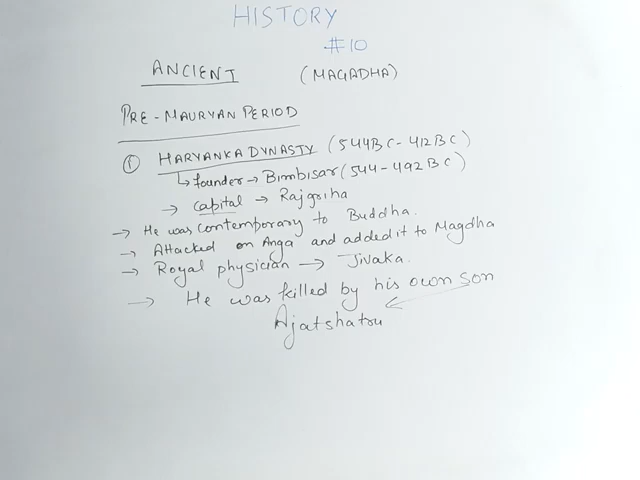 HISTORY
#10
ANCIENT (MAGADHA)
PRE-MAURYAN PERIOD
① HARYANKA DYNASTY (544BC-412BC)
↳ founder → Bimbisar (544-492BC)
→ capital → Rajgriha
→ He was contemporary to Buddha.
→ Attacked on Anga and added it to Magdha
→ Royal physician → Jivaka.
→ He was killed by his own son
Ajatshatru